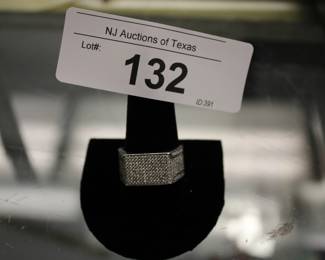 NJ Auctions of Texas
Lot#:
132
ID:391